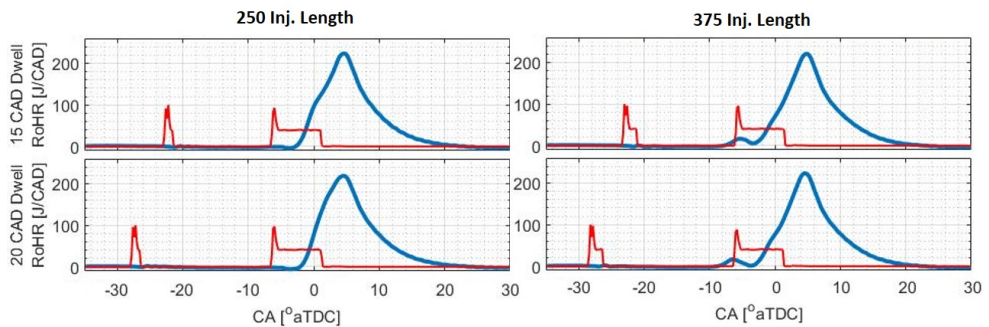 250 Inj. Length
375 Inj. Length
15 CAD Dwell
RoHR [J/CAD]
200
100
0
200
100
0
20 CAD Dwell
RoHR [J/CAD]
200
100
0
200
100
0
-30 -20 -10 0 10 20 30
-30 -20 -10 0 10 20 30
CA [°aTDC]
CA [°aTDC]